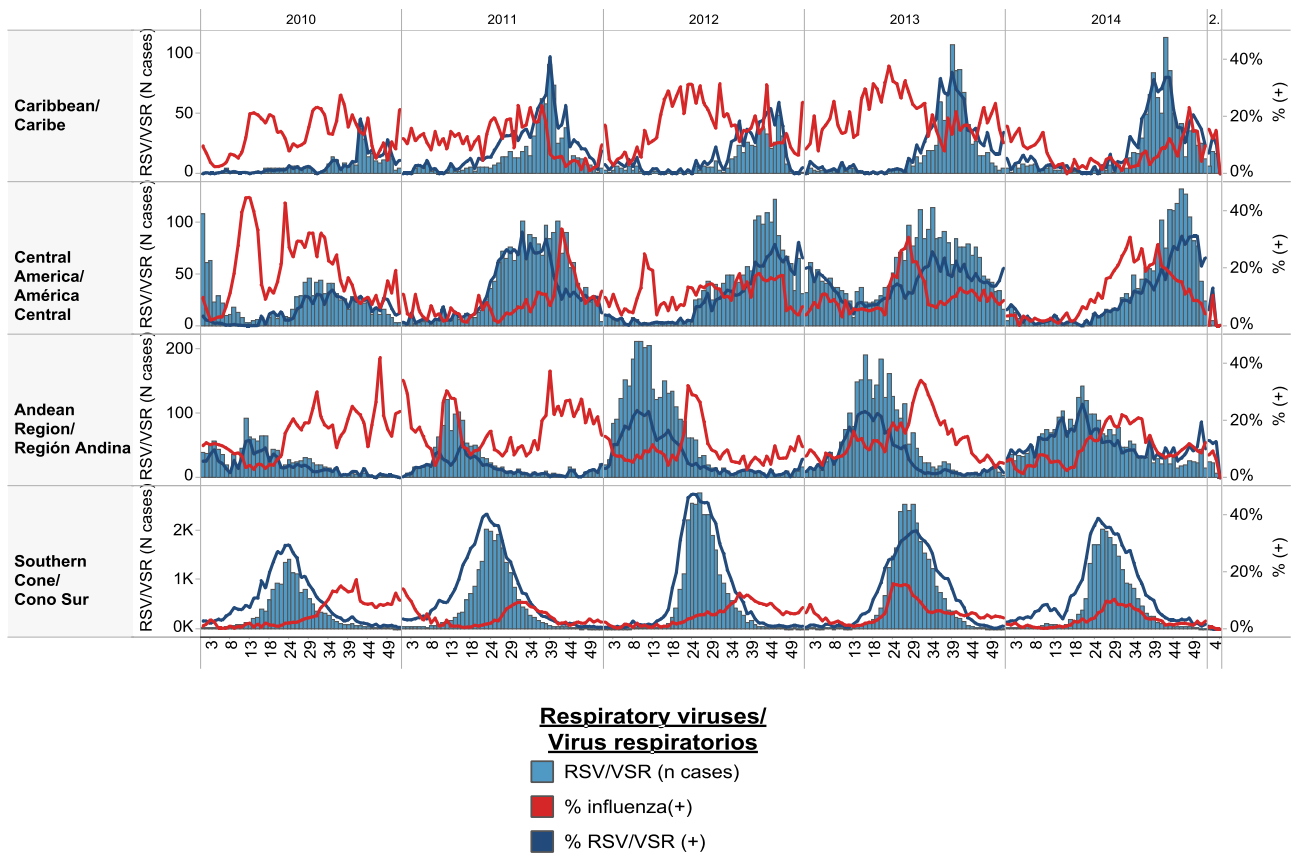 2010 2011 2012 2013 2014 2.
Caribbean/
Caribe
RSV/VSR (N cases)
100
50
0
40%
20%
0%
% (+)
Central
America/
América
Central
RSV/VSR (N cases)
100
50
0
40%
20%
0%
% (+)
Andean
Region/
Región Andina
RSV/VSR (N cases)
200
100
0
40%
20%
0%
% (+)
Southern
Cone/
Cono Sur
RSV/VSR (N cases)
2K
1K
0K
40%
20%
0%
% (+)
3 8 13 18 24 29 34 39 44 49 3 8 13 18 24 29 34 39 44 49 3 8 13 18 24 29 34 39 44 49 3 8 13 18 24 29 34 39 44 49 3 8 13 18 24 29 34 39 44 49 4
Respiratory viruses/
Virus respiratorios
RSV/VSR (n cases)
% influenza(+)
% RSV/VSR (+)